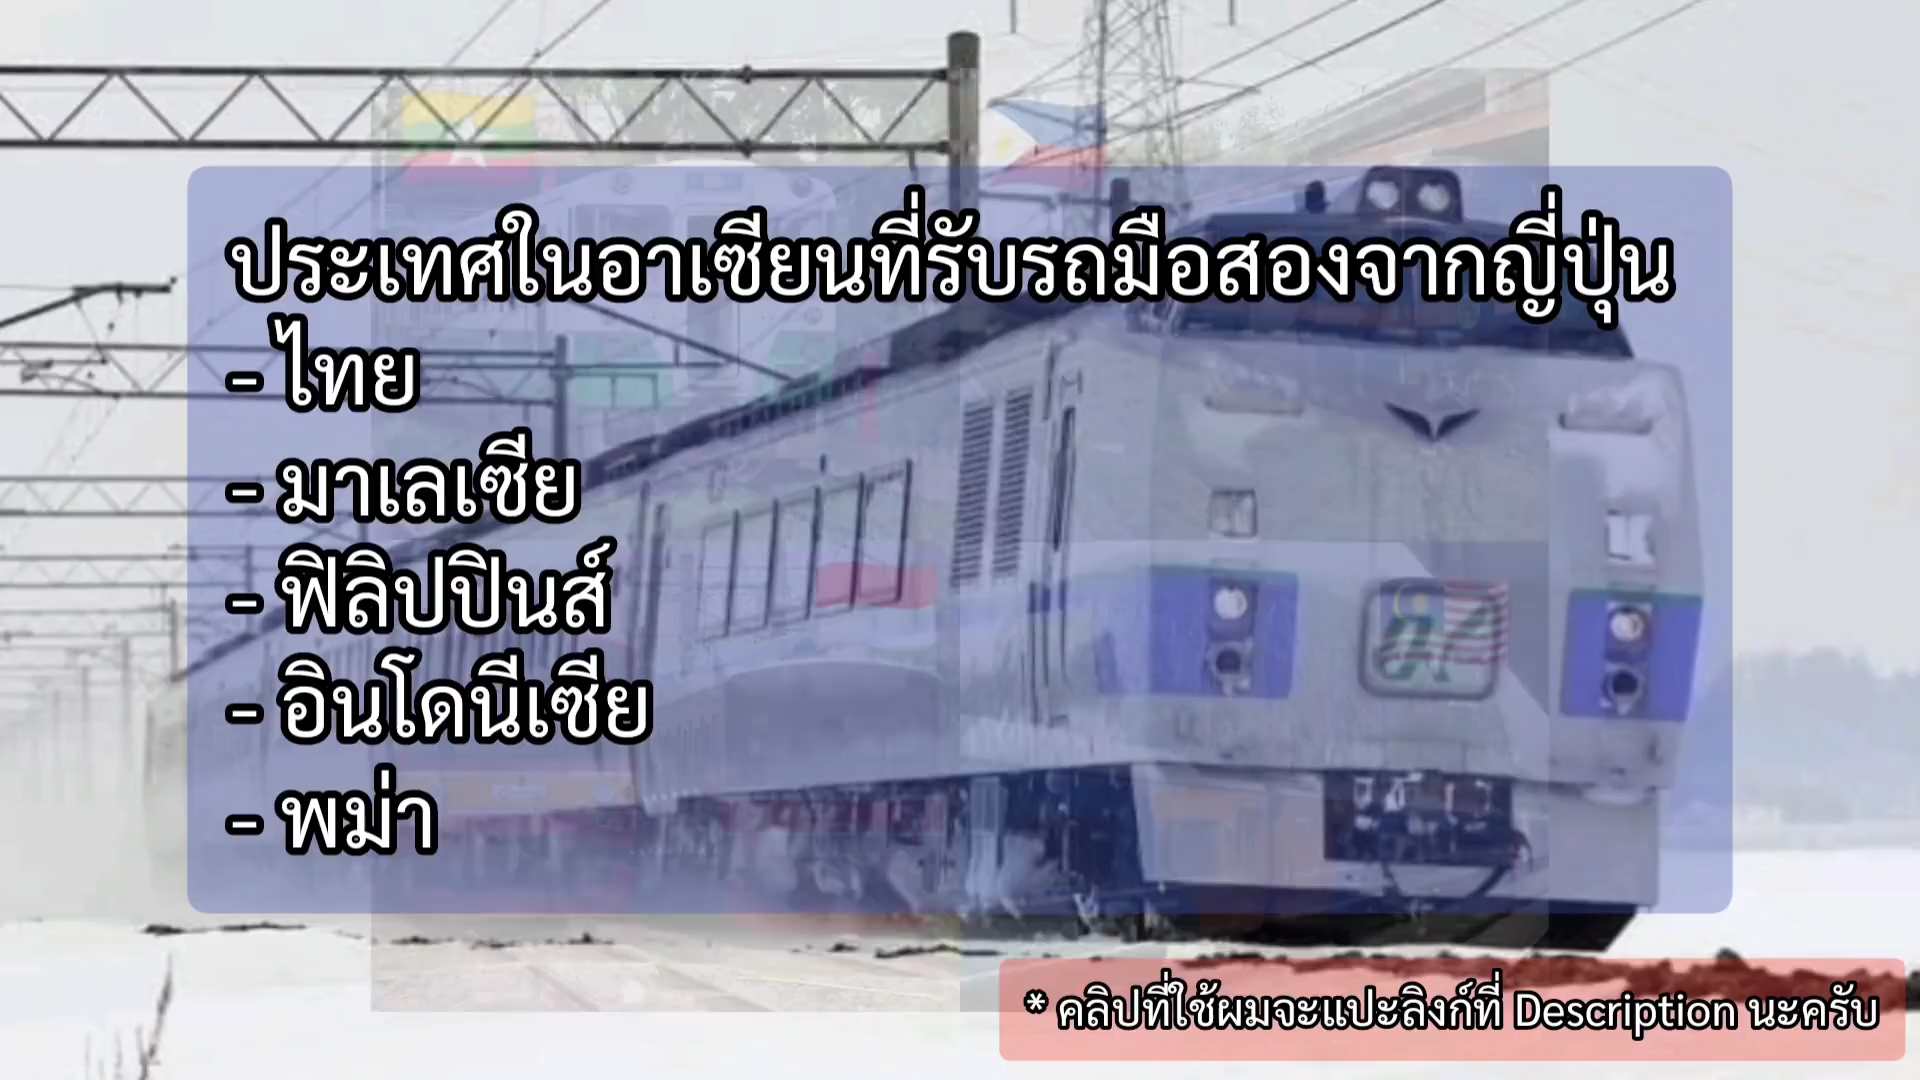 ประเทศในอาเซียนที่รับรถมือสองจากญี่ปุ่น
- ไทย
- มาเลเซีย
- ฟิลิปปินส์
- อินโดนีเซีย
- พม่า
* คลิปที่ใช้ผมจะแปะลิงก์ที่ Description นะครับ